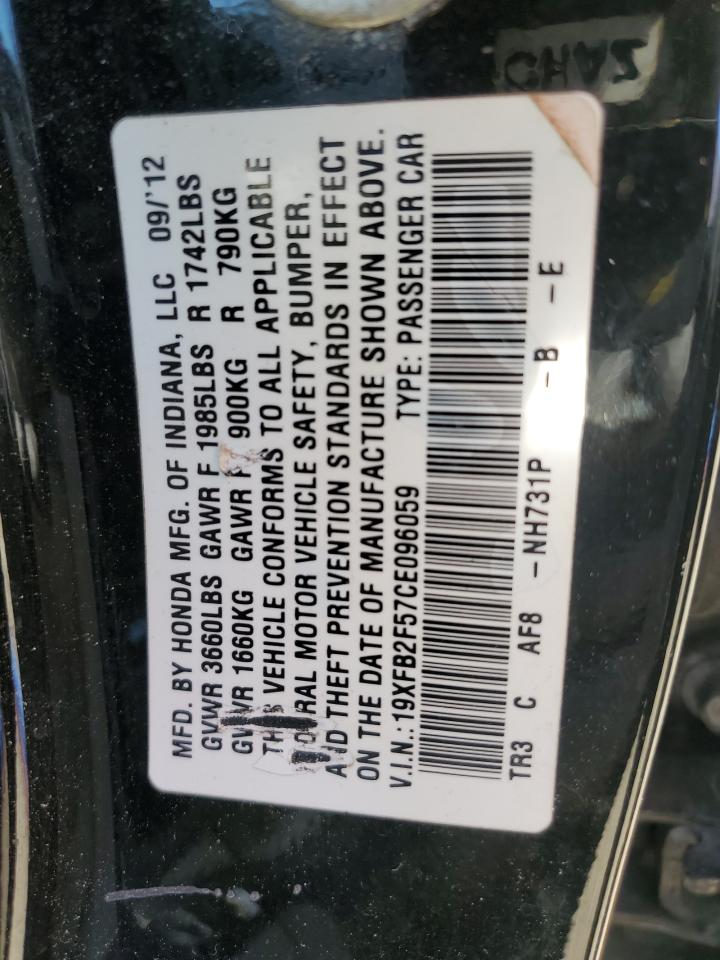 MFD. BY HONDA MFG. OF INDIANA, LLC 09/'12
GVWR 3660LBS GAWR F 1985LBS R 1742LBS
GVWR 1660KG GAWR F 900KG R 790KG
VEHICLE CONFORMS TO ALL APPLICABLE
MOTOR VEHICLE SAFETY, BUMPER,
AND THEFT PREVENTION STANDARDS IN EFFECT
ON THE DATE OF MANUFACTURE SHOWN ABOVE.
V.I.N.: 19XFB2F57CE096059 TYPE: PASSENGER CAR
TR3 C AF8 -NH731P -B -E